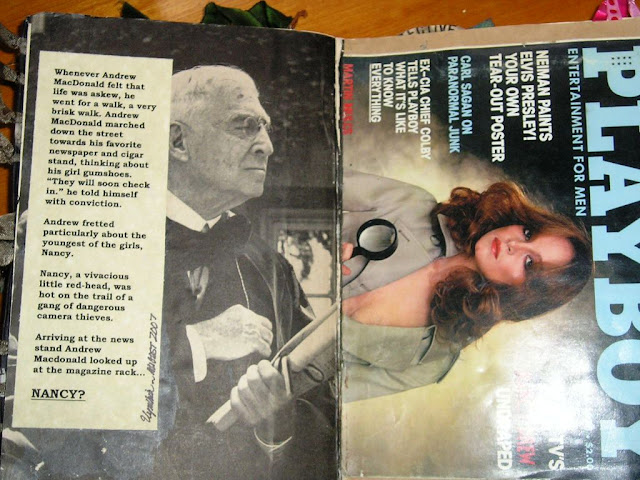 Whenever Andrew
MacDonald felt that
life was askew, he
went for a walk, a very
brisk walk. Andrew
MacDonald marched
down the street
towards his favorite
newspaper and cigar
stand, thinking about
his girl gumshoes.
"They will soon check
in." he told himself
with conviction.
Andrew fretted
particularly about the
youngest of the girls,
Nancy.
Nancy, a vivacious
little red-head, was
hot on the trail of a
gang of dangerous
camera thieves.
Arriving at the news
stand Andrew
Macdonald looked up
at the magazine rack...
NANCY?
2007
PLAYBOY
ENTERTAINMENT FOR MEN
NEIMAN PAINTS
ELVIS PRESLEY!
YOUR OWN
TEAR-OUT POSTER
CARL SAGAN ON
PARANORMAL JUNK
EX-CIA CHIEF COLBY
TELLS PLAYBOY
WHAT IT'S LIKE
TO KNOW
EVERYTHING
TV'S
$2.00